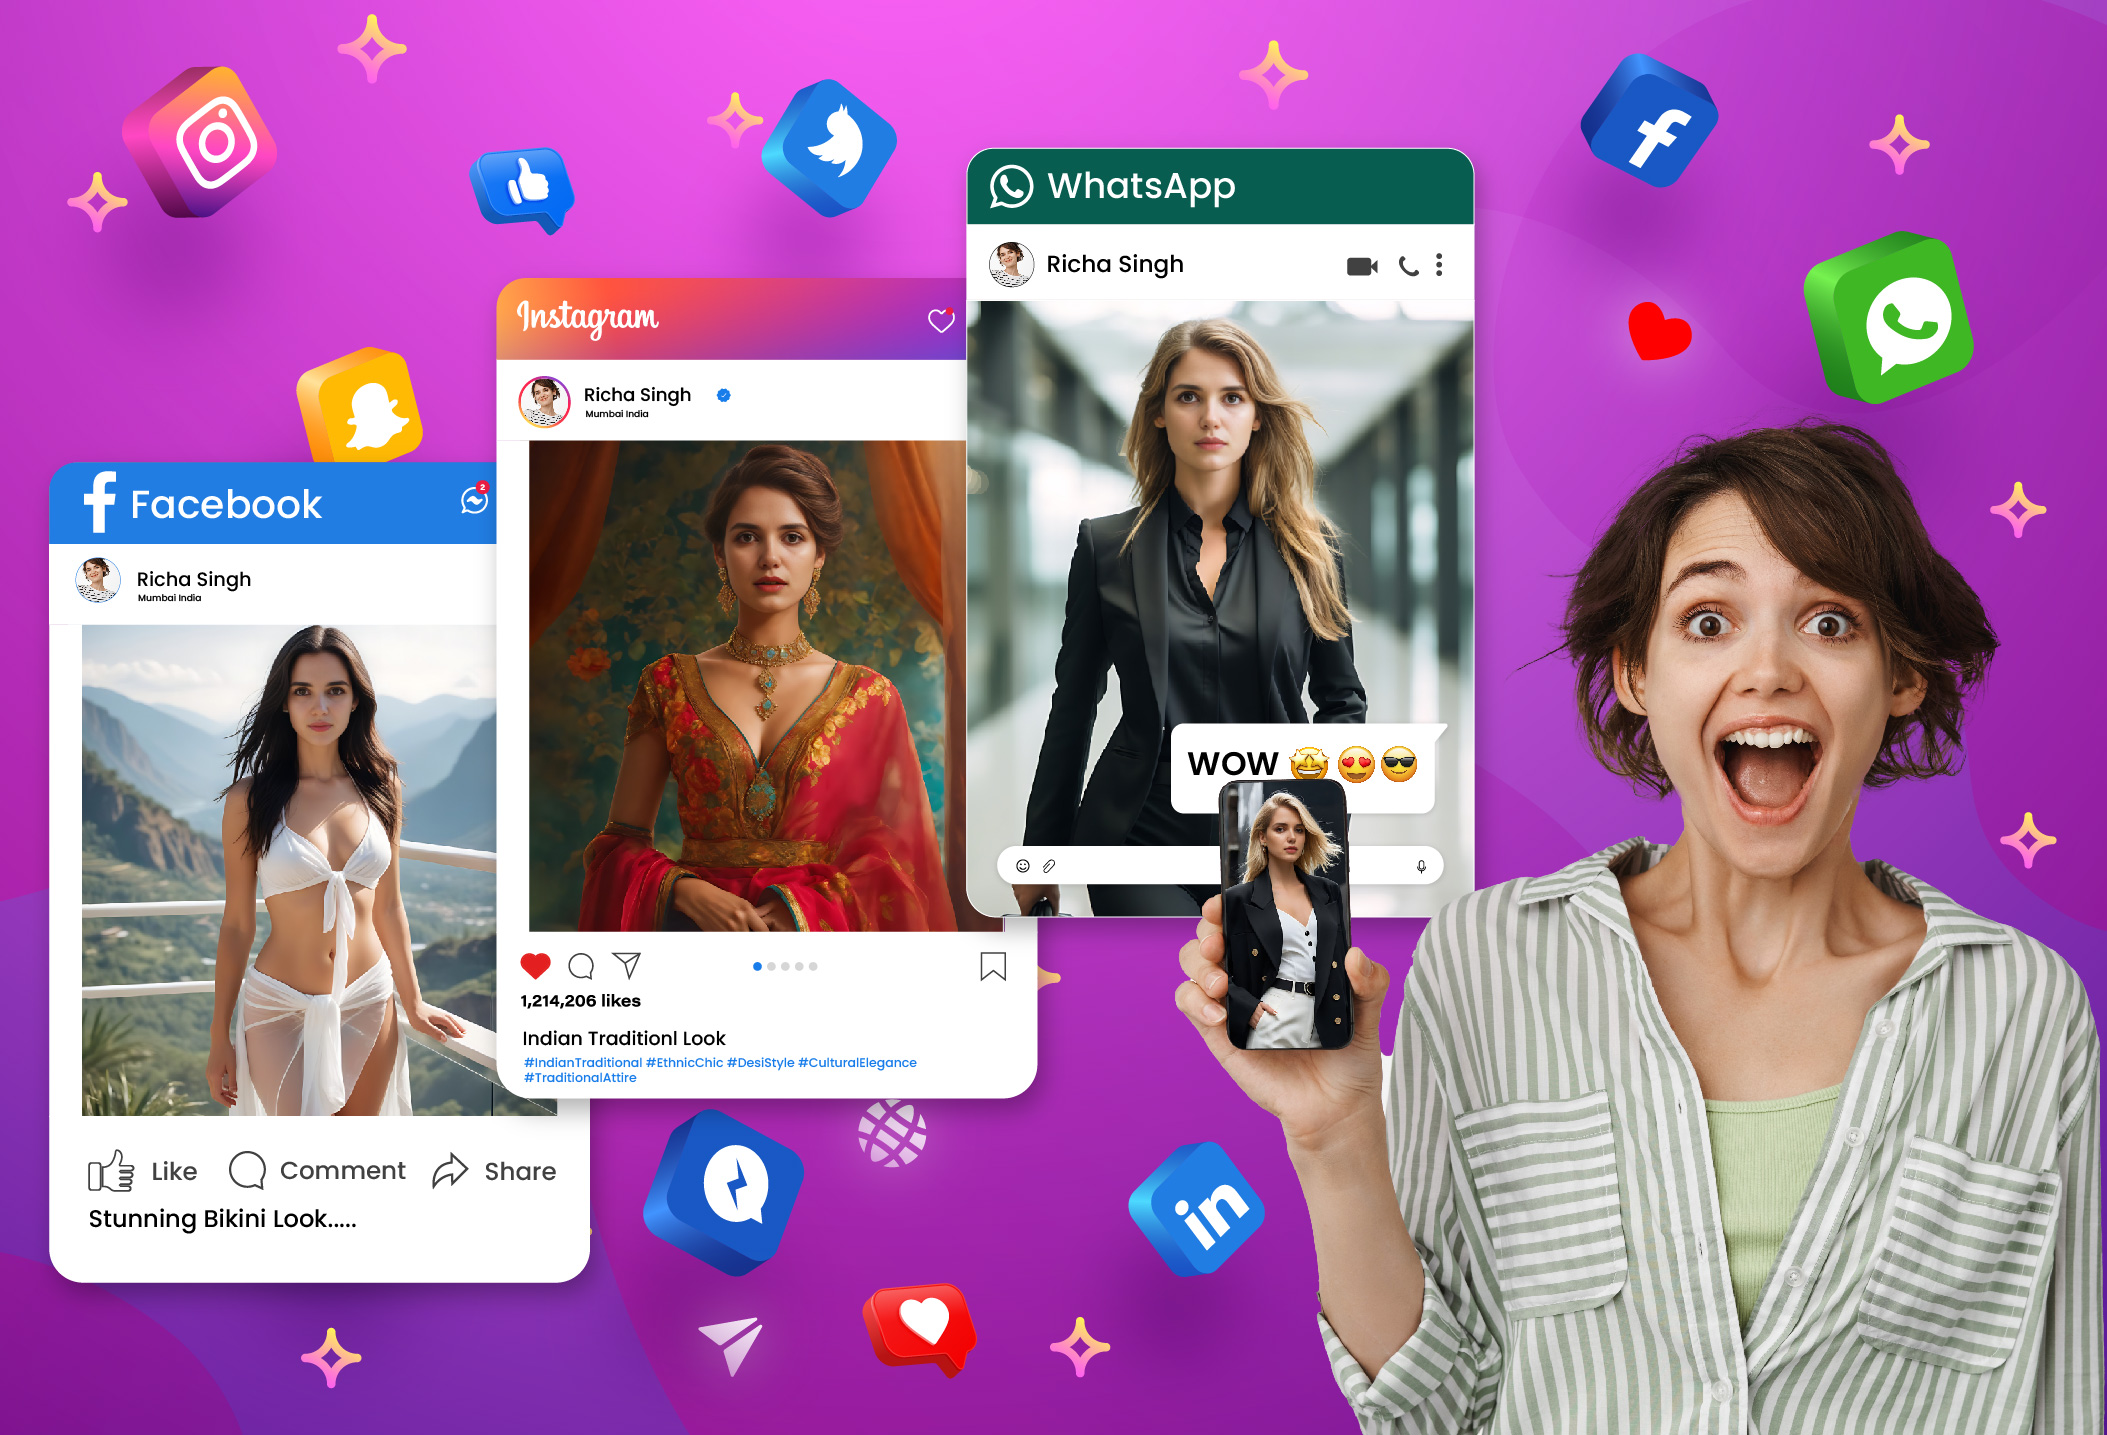 Facebook
2
Richa Singh
Mumbai India
Like
Comment
Share
Stunning Bikini Look.....
Instagram
Richa Singh
Mumbai India
1,214,206 likes
Indian Traditionl Look
#IndianTraditional #EthnicChic #DesiStyle #CulturalElegance
#TraditionalAttire
WhatsApp
Richa Singh
WOW 🤩 😍 😎
in